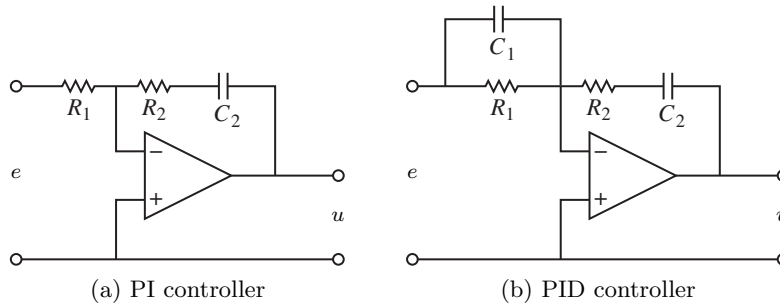 R1
R2
C2
e
u
−
+
(a) PI controller
C1
R1
R2
C2
e
−
+
(b) PID controller